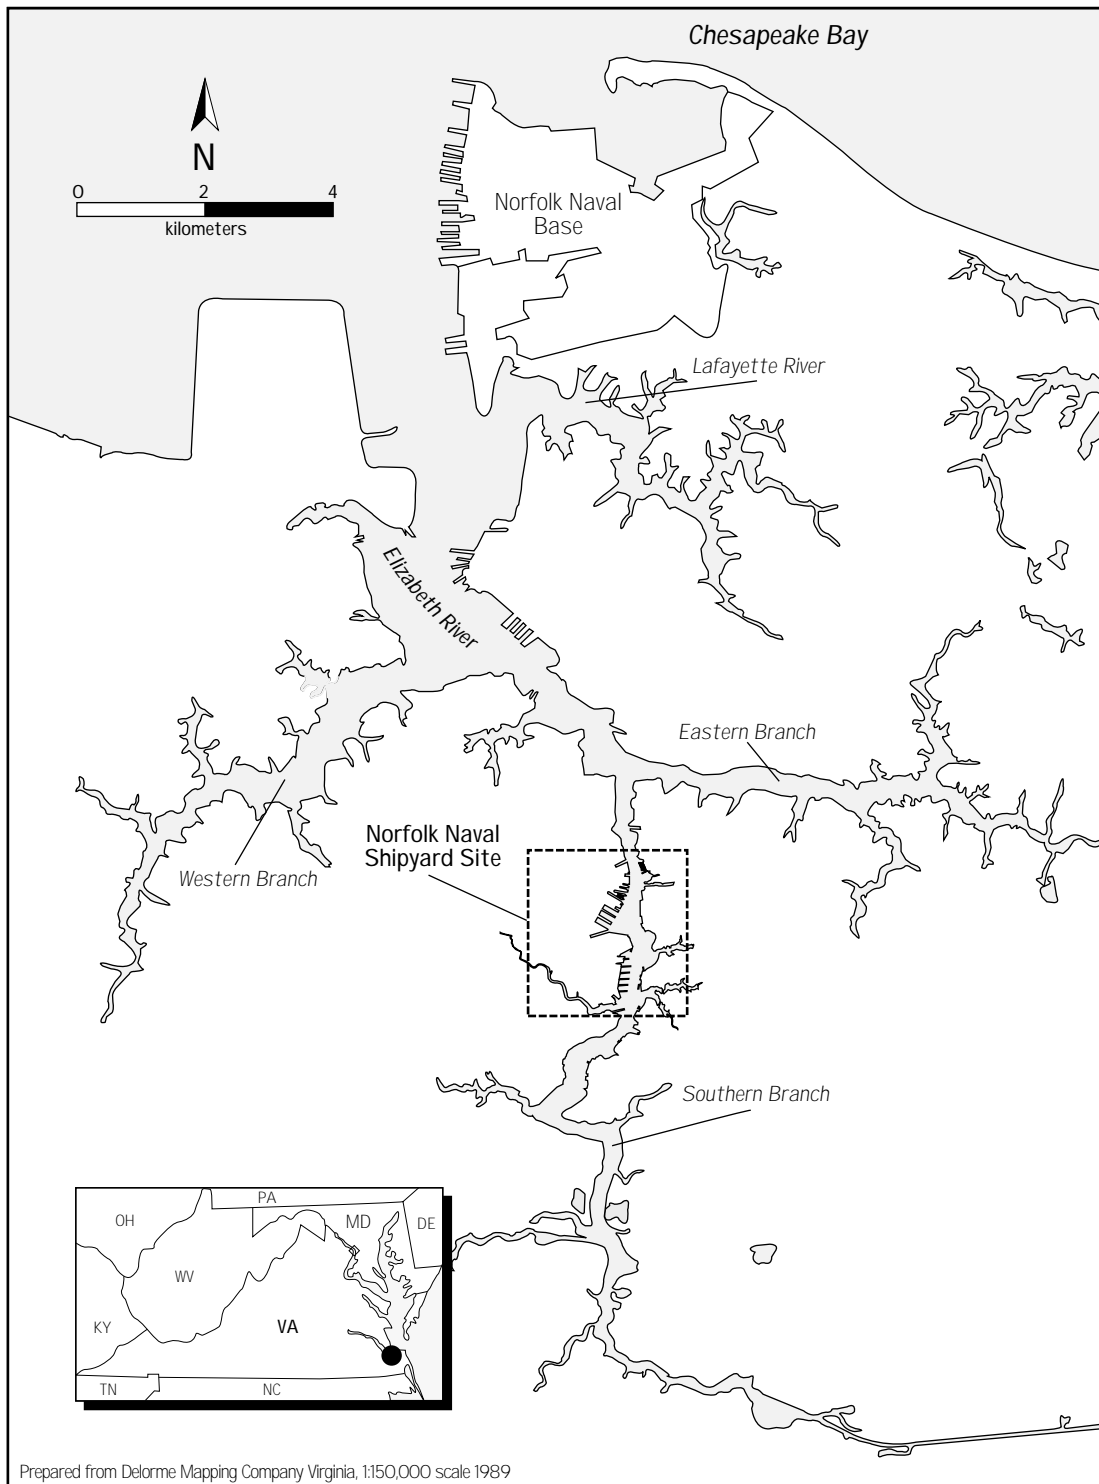 Chesapeake Bay
N
0 2 4
kilometers
Norfolk Naval
Base
Lafayette River
Elizabeth River
Eastern Branch
Norfolk Naval
Shipyard Site
Western Branch
Southern Branch
PA
OH
MD
DE
WV
KY
VA
TN
NC
Prepared from Delorme Mapping Company Virginia, 1:150,000 scale 1989